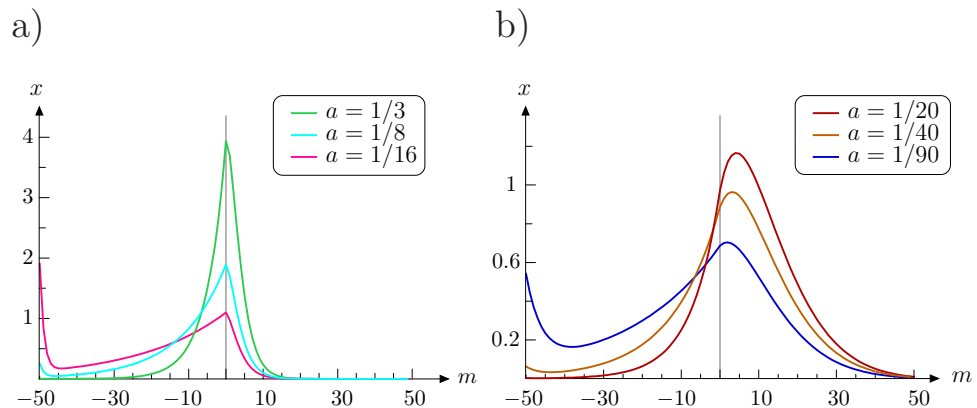 a)
x
4
3
2
1
a = 1/3
a = 1/8
a = 1/16
−50
−30
−10
10
30
50
m
b)
x
1
0.6
0.2
a = 1/20
a = 1/40
a = 1/90
−50
−30
−10
10
30
50
m